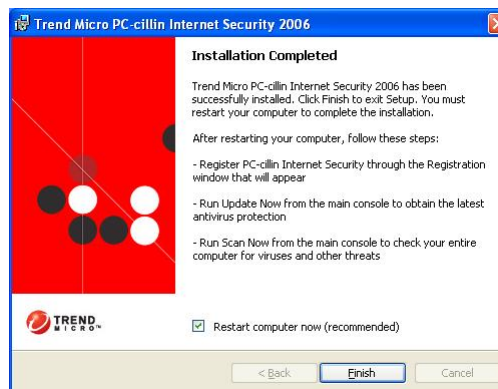 Trend Micro PC-cillin Internet Security 2006
Installation Completed
Trend Micro PC-cillin Internet Security 2006 has been
successfully installed. Click Finish to exit Setup. You must
restart your computer to complete the installation.
After restarting your computer, follow these steps:
- Register PC-cillin Internet Security through the Registration
window that will appear
- Run Update Now from the main console to obtain the latest
antivirus protection
- Run Scan Now from the main console to check your entire
computer for viruses and other threats
TREND
MICRO™
Restart computer now (recommended)
< Back
Finish
Cancel